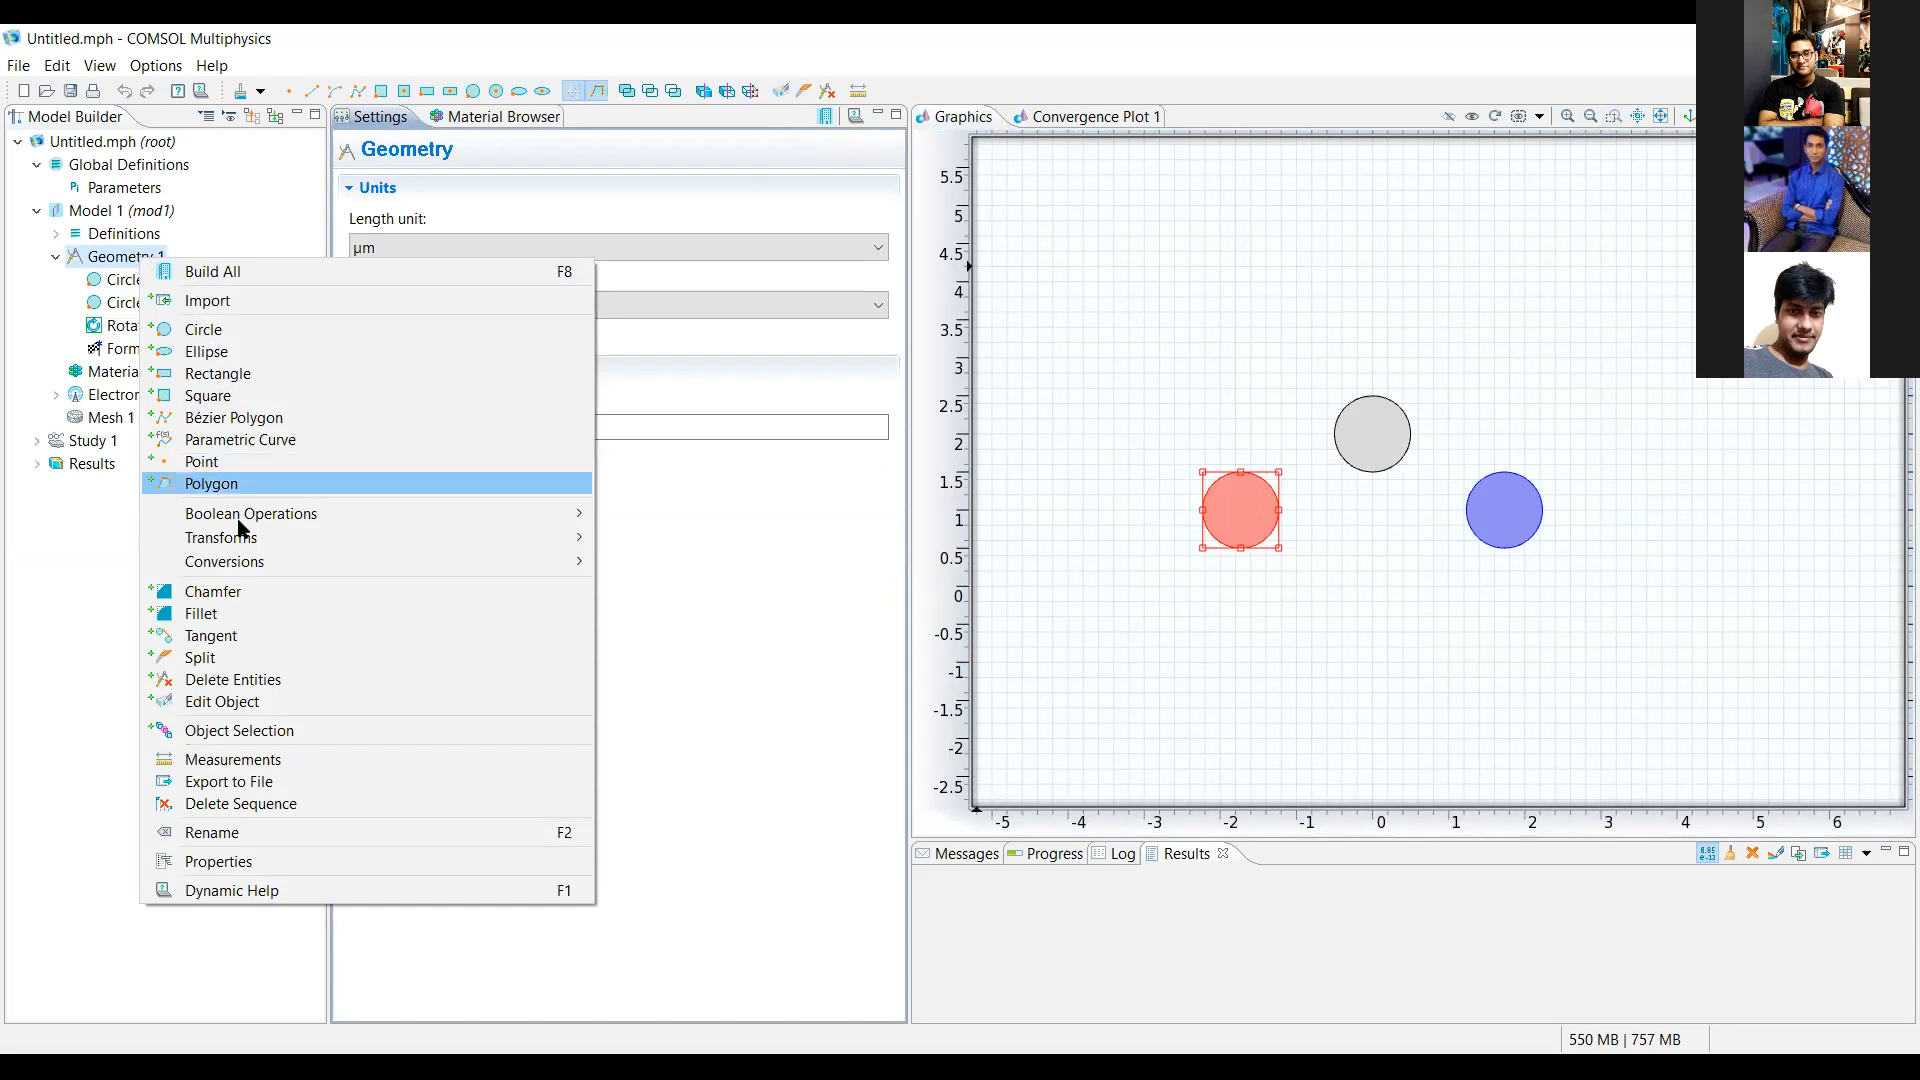 Untitled.mph - COMSOL Multiphysics
File Edit View Options Help
Model Builder
Untitled.mph (root)
Global Definitions
Pi Parameters
Model 1 (mod1)
Definitions
Geometry 1
Circle
Circle
Rota
Form
Materia
Electron
Mesh 1
Study 1
Results
Build All F8
Import
Circle
Ellipse
Rectangle
Square
Bézier Polygon
Parametric Curve
Point
Polygon
Boolean Operations
Transforms
Conversions
Chamfer
Fillet
Tangent
Split
Delete Entities
Edit Object
Object Selection
Measurements
Export to File
Delete Sequence
Rename F2
Properties
Dynamic Help F1
Settings Material Browser
Geometry
Units
Length unit:
µm
Graphics Convergence Plot 1
5.5
5
4.5
4
3.5
3
2.5
2
1.5
1
0.5
0
-0.5
-1
-1.5
-2
-2.5
-5 -4 -3 -2 -1 0 1 2 3 4 5 6
Messages Progress Log Results
8.85
e-12
550 MB | 757 MB